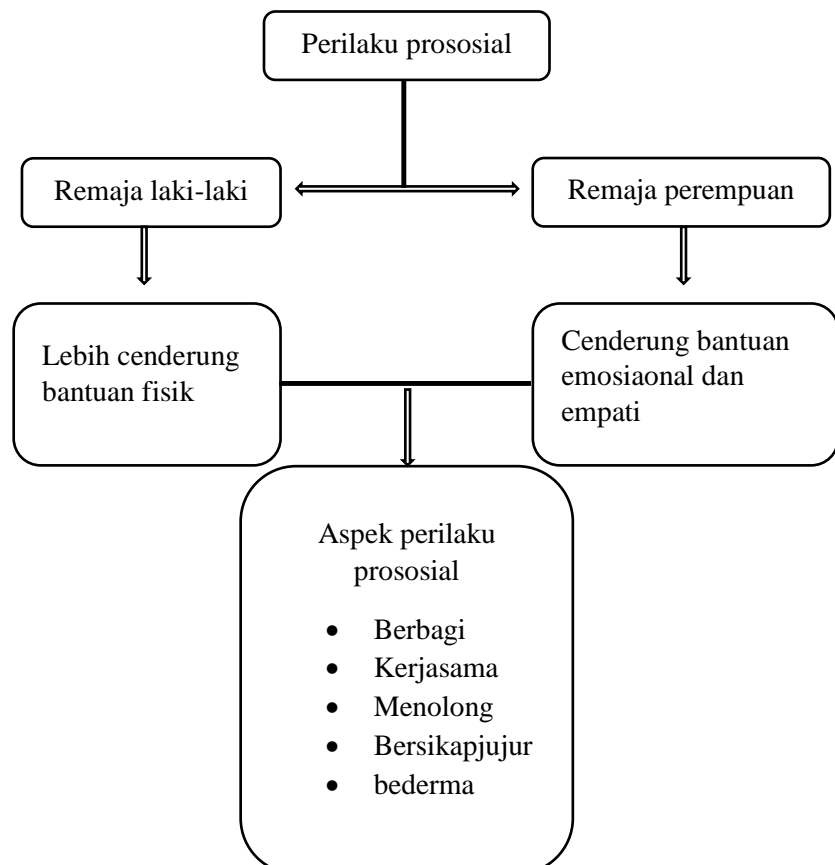 Perilaku prososial
Remaja laki-laki
Remaja perempuan
Lebih cenderung
bantuan fisik
Cenderung bantuan
emosiaonal dan
empati
Aspek perilaku
prososial
• Berbagi
• Kerjasama
• Menolong
• Bersikapjujur
• bederma